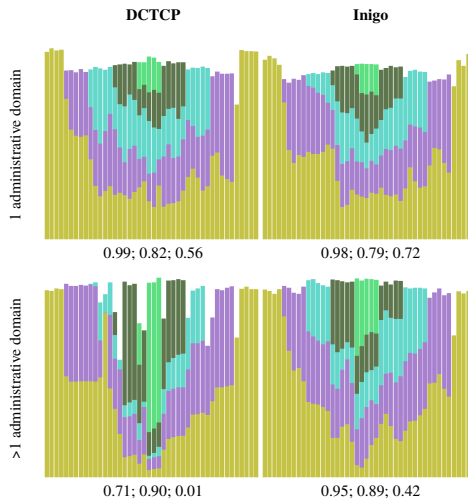 DCTCP Inigo
1 administrative domain
0.99; 0.82; 0.56 0.98; 0.79; 0.72
>1 administrative domain
0.71; 0.90; 0.01 0.95; 0.89; 0.42